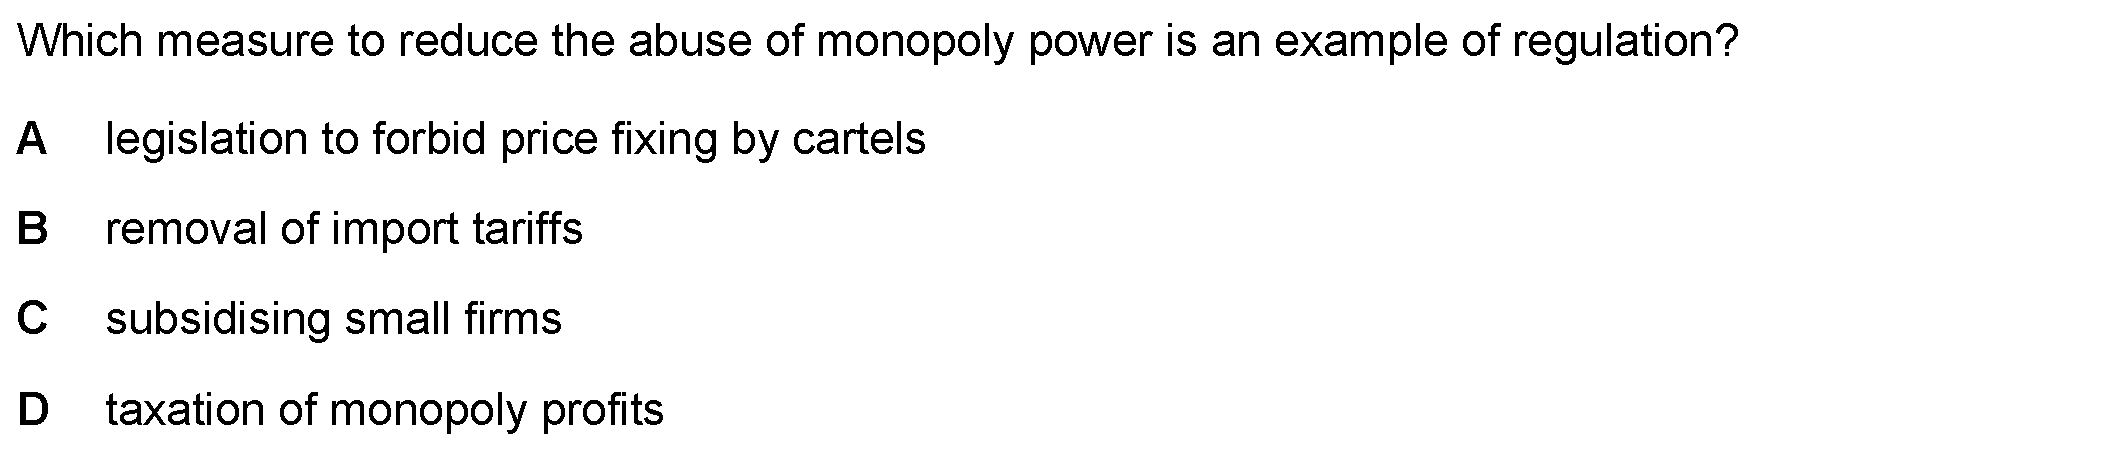 Which measure to reduce the abuse of monopoly power is an example of regulation?
A legislation to forbid price fixing by cartels
B removal of import tariffs
C subsidising small firms
D taxation of monopoly profits